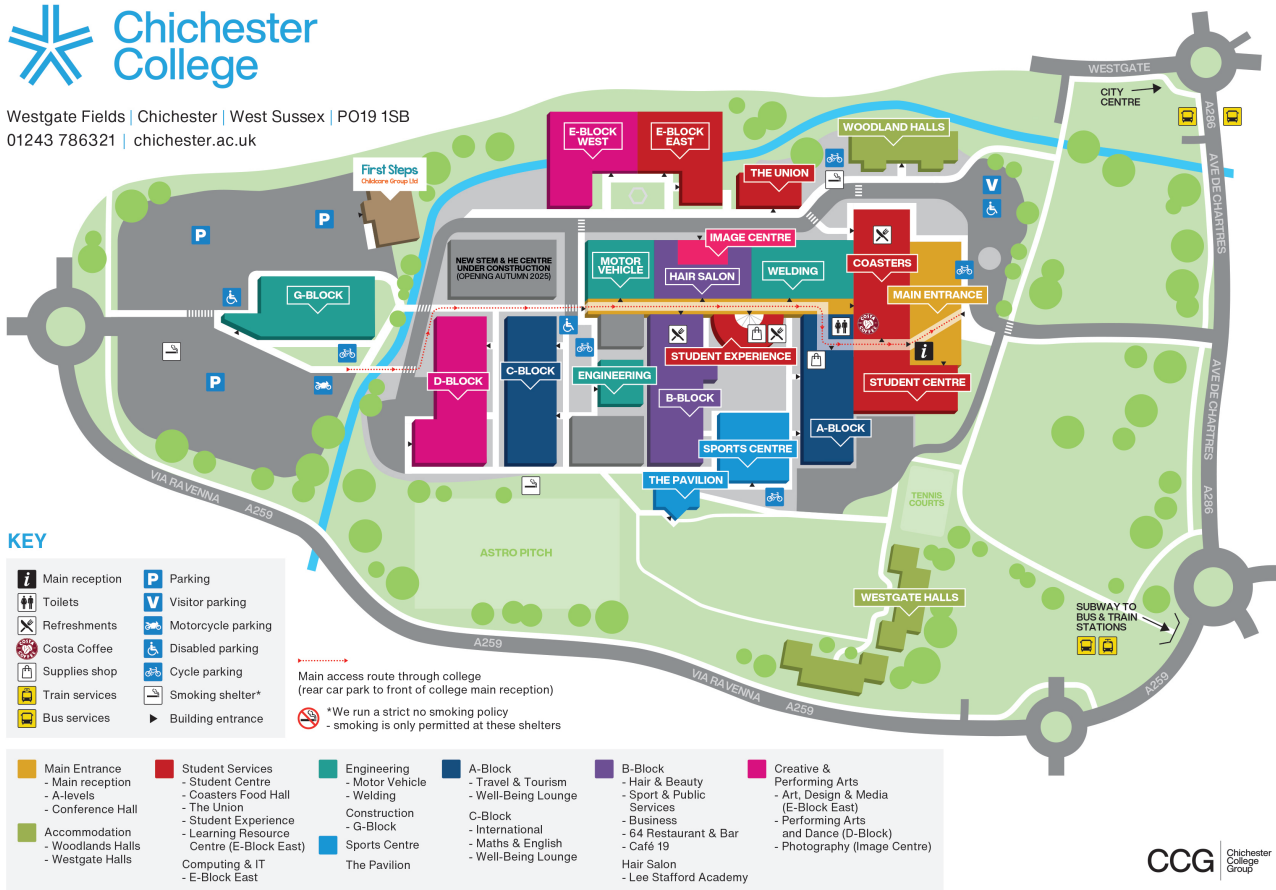 Chichester
College
Westgate Fields | Chichester | West Sussex | PO19 1SB
01243 786321 | chichester.ac.uk
WESTGATE
CITY
CENTRE
A286
AVE DE CHARTRES
WOODLAND HALLS
E-BLOCK
WEST
E-BLOCK
EAST
THE UNION
First Steps
Childcare Group Ltd
P
P
V
IMAGE CENTRE
MOTOR
VEHICLE
HAIR SALON
WELDING
COASTERS
NEW STEM & HE CENTRE
UNDER CONSTRUCTION
(OPENING AUTUMN 2025)
MAIN ENTRANCE
G-BLOCK
COSTA
COFFEE
STUDENT EXPERIENCE
i
D-BLOCK
C-BLOCK
ENGINEERING
B-BLOCK
STUDENT CENTRE
P
A-BLOCK
SPORTS CENTRE
THE PAVILION
AVE DE CHARTRES
A286
VIA RAVENNA
A259
TENNIS
COURTS
ASTRO PITCH
WESTGATE HALLS
SUBWAY TO
BUS & TRAIN
STATIONS
A259
VIA RAVENNA
A259
A259
KEY
i Main reception
Toilets
Refreshments
COSTA COFFEE Costa Coffee
Supplies shop
Train services
Bus services
P Parking
V Visitor parking
Motorcycle parking
Disabled parking
Cycle parking
Smoking shelter*
Building entrance
Main access route through college
(rear car park to front of college main reception)
*We run a strict no smoking policy
- smoking is only permitted at these shelters
Main Entrance
- Main reception
- A-levels
- Conference Hall
Accommodation
- Woodlands Halls
- Westgate Halls
Student Services
- Student Centre
- Coasters Food Hall
- The Union
- Student Experience
- Learning Resource
Centre (E-Block East)
Computing & IT
- E-Block East
Engineering
- Motor Vehicle
- Welding
Construction
- G-Block
Sports Centre
The Pavilion
A-Block
- Travel & Tourism
- Well-Being Lounge
C-Block
- International
- Maths & English
- Well-Being Lounge
B-Block
- Hair & Beauty
- Sport & Public
Services
- Business
- 64 Restaurant & Bar
- Café 19
Hair Salon
- Lee Stafford Academy
Creative &
Performing Arts
- Art, Design & Media
(E-Block East)
- Performing Arts
and Dance (D-Block)
- Photography (Image Centre)
CCG
Chichester
College
Group